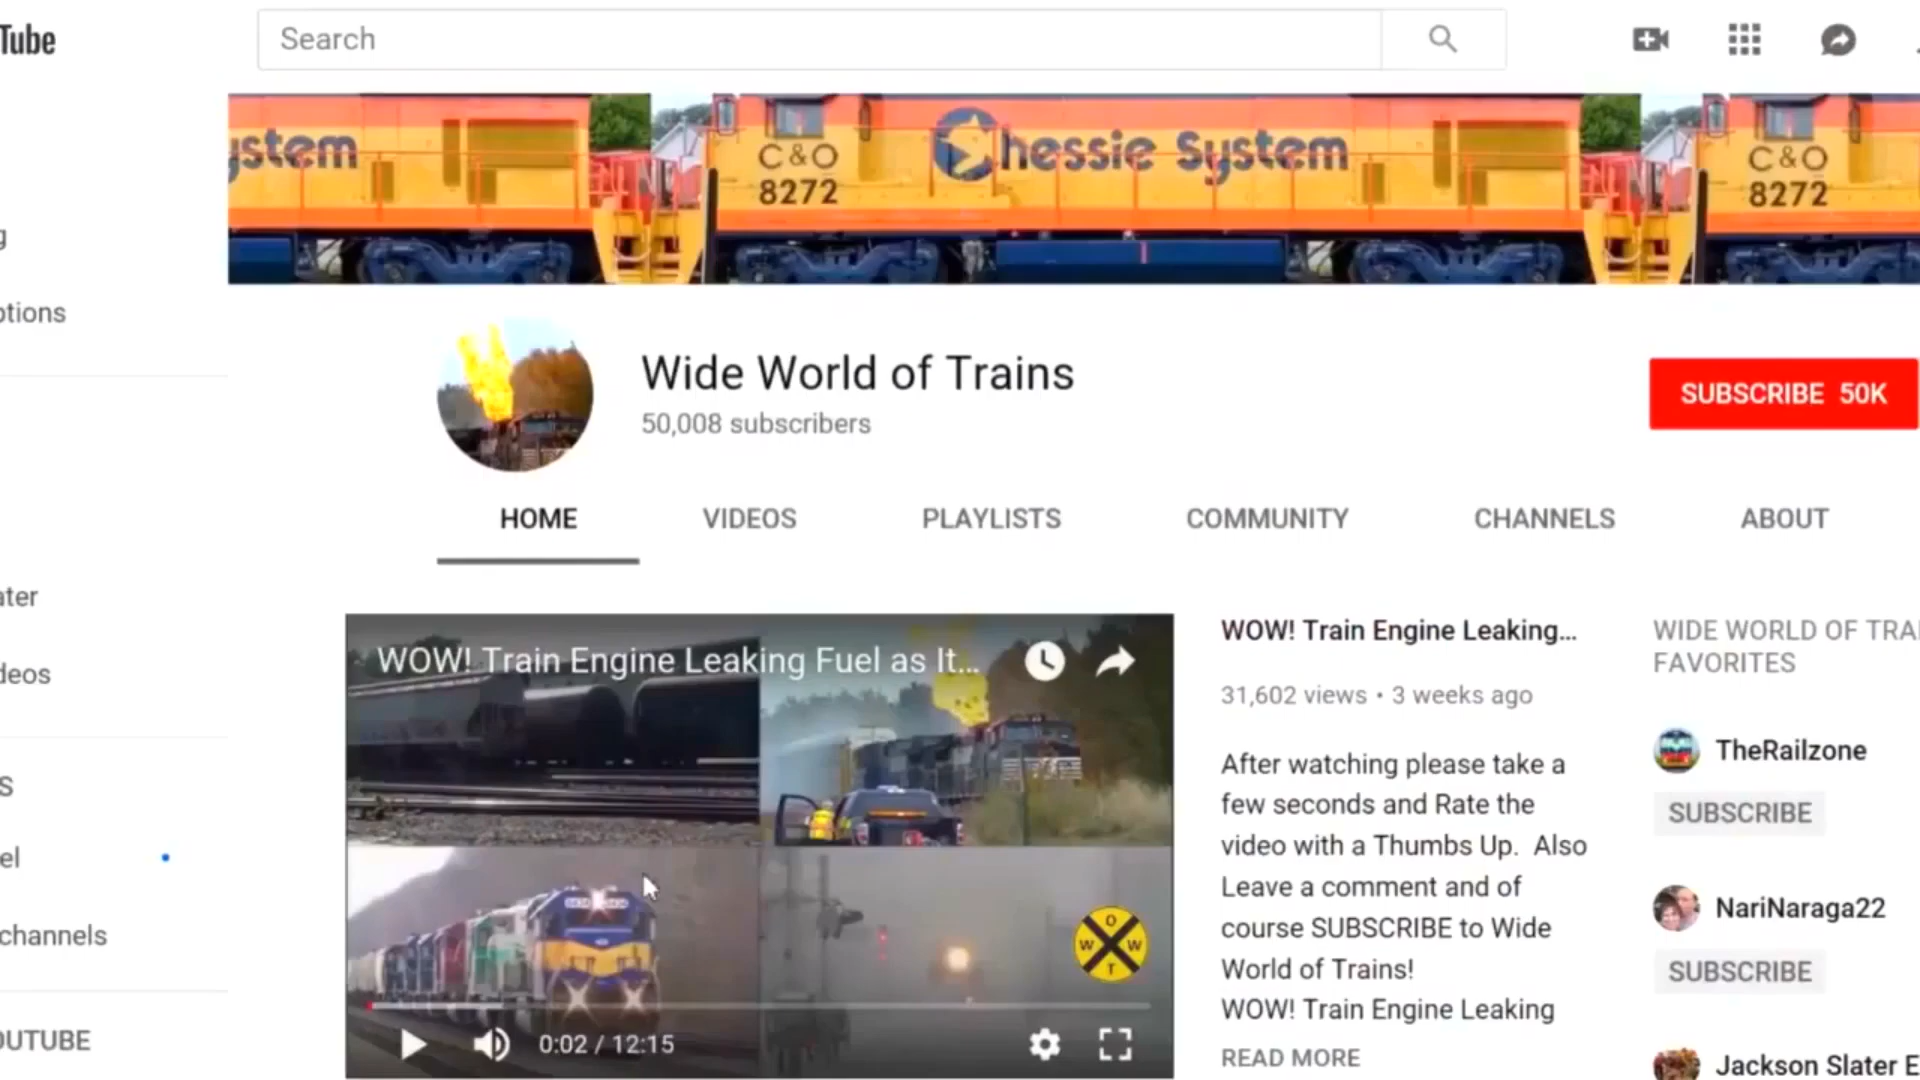 Tube
Search
ystem
C&O
8272
Chessie System
C&O
8272
ptions
Wide World of Trains
50,008 subscribers
SUBSCRIBE 50K
HOME
VIDEOS
PLAYLISTS
COMMUNITY
CHANNELS
ABOUT
ater
deos
S
el
channels
OUTUBE
WOW! Train Engine Leaking Fuel as It...
O
W W
T
0:02 / 12:15
WOW! Train Engine Leaking...
31,602 views • 3 weeks ago
After watching please take a
few seconds and Rate the
video with a Thumbs Up. Also
Leave a comment and of
course SUBSCRIBE to Wide
World of Trains!
WOW! Train Engine Leaking
READ MORE
WIDE WORLD OF TRA
FAVORITES
TheRailzone
SUBSCRIBE
NariNaraga22
SUBSCRIBE
Jackson Slater E